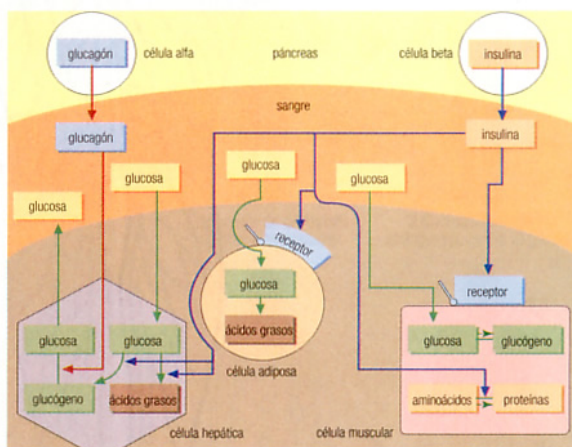 glucagón
célula alfa
páncreas
célula beta
insulina
sangre
glucagón
insulina
glucosa
glucosa
glucosa
glucosa
receptor
glucosa
receptor
glucosa
glucosa
ácidos grasos
glucosa
glucógeno
célula adiposa
glucógeno
ácidos grasos
aminoácidos
proteínas
célula hepática
célula muscular